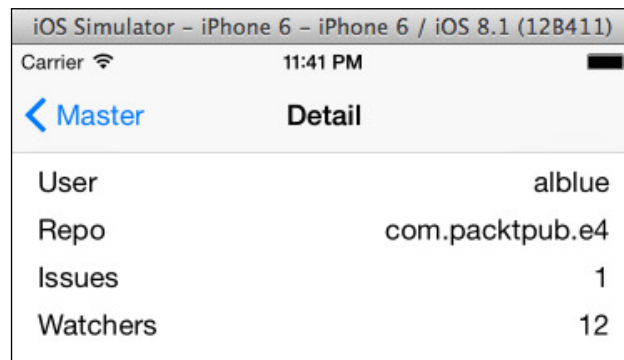 iOS Simulator – iPhone 6 – iPhone 6 / iOS 8.1 (12B411)
Carrier 11:41 PM
Master Detail
User alblue
Repo com.packtpub.e4
Issues 1
Watchers 12